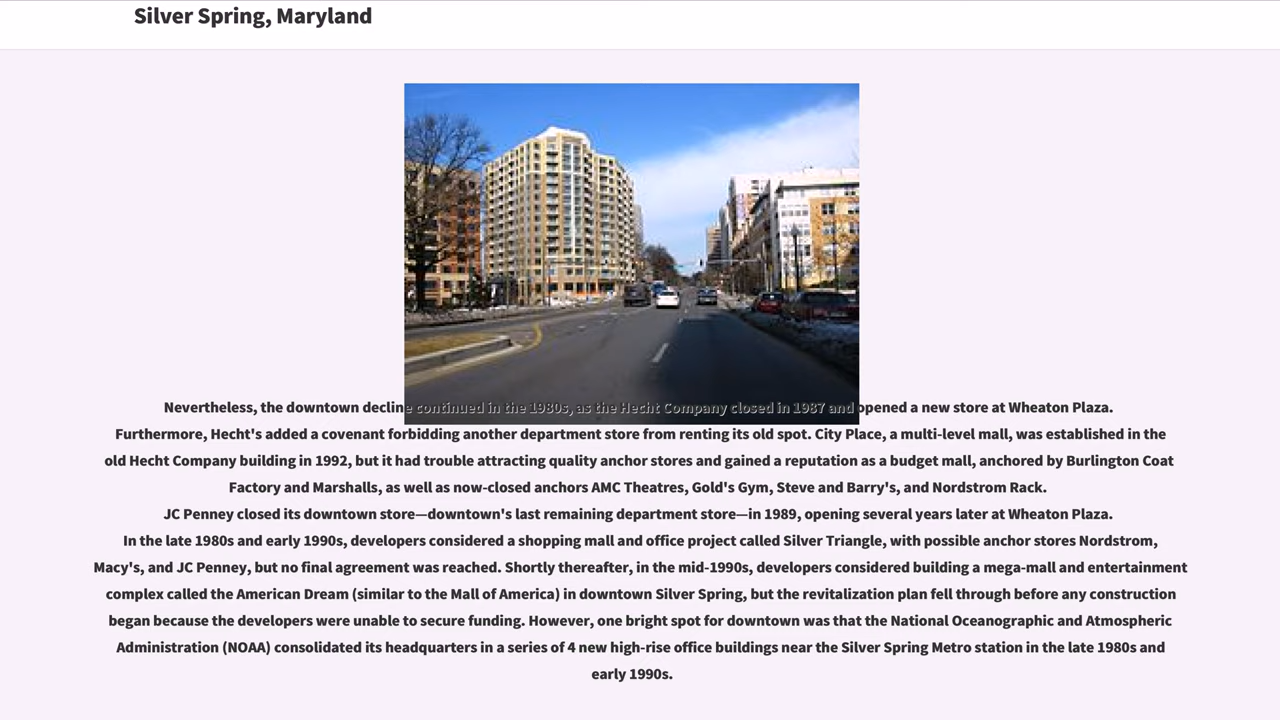 Silver Spring, Maryland
Nevertheless, the downtown decline continued in the 1980s, as the Hecht Company closed in 1987 and opened a new store at Wheaton Plaza.
Furthermore, Hecht's added a covenant forbidding another department store from renting its old spot. City Place, a multi-level mall, was established in the
old Hecht Company building in 1992, but it had trouble attracting quality anchor stores and gained a reputation as a budget mall, anchored by Burlington Coat
Factory and Marshalls, as well as now-closed anchors AMC Theatres, Gold's Gym, Steve and Barry's, and Nordstrom Rack.
JC Penney closed its downtown store—downtown's last remaining department store—in 1989, opening several years later at Wheaton Plaza.
In the late 1980s and early 1990s, developers considered a shopping mall and office project called Silver Triangle, with possible anchor stores Nordstrom,
Macy's, and JC Penney, but no final agreement was reached. Shortly thereafter, in the mid-1990s, developers considered building a mega-mall and entertainment
complex called the American Dream (similar to the Mall of America) in downtown Silver Spring, but the revitalization plan fell through before any construction
began because the developers were unable to secure funding. However, one bright spot for downtown was that the National Oceanographic and Atmospheric
Administration (NOAA) consolidated its headquarters in a series of 4 new high-rise office buildings near the Silver Spring Metro station in the late 1980s and
early 1990s.